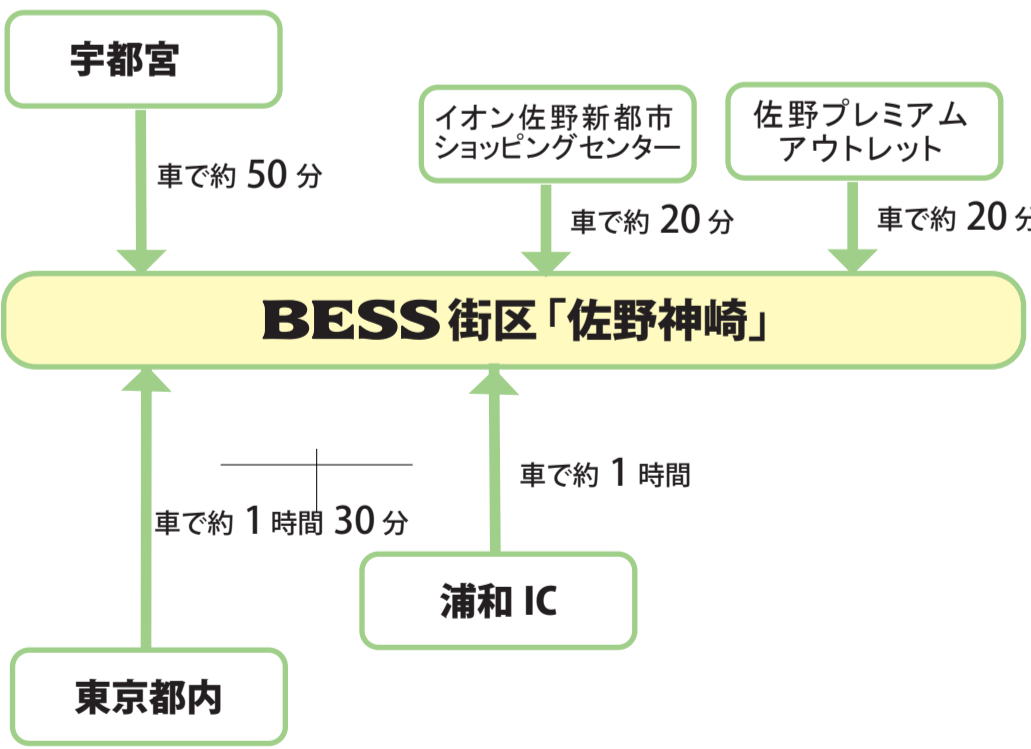 宇都宮
車で約 50 分
イオン佐野新都市
ショッピングセンター
車で約 20 分
佐野プレミアム
アウトレット
車で約 20 分
BESS 街区「佐野神崎」
車で約 1 時間 30 分
東京都内
車で約 1 時間
浦和 IC